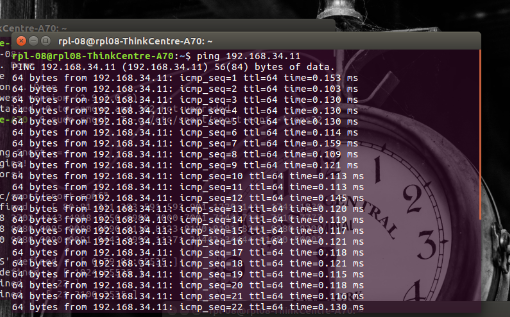 rpl-08@rpl08-ThinkCentre-A70: ~
rpl-08@rpl08-ThinkCentre-A70:~$ ping 192.168.34.11
PING 192.168.34.11 (192.168.34.11) 56(84) bytes of data.
64 bytes from 192.168.34.11: icmp_seq=1 ttl=64 time=0.153 ms
64 bytes from 192.168.34.11: icmp_seq=2 ttl=64 time=0.103 ms
64 bytes from 192.168.34.11: icmp_seq=3 ttl=64 time=0.130 ms
64 bytes from 192.168.34.11: icmp_seq=4 ttl=64 time=0.130 ms
64 bytes from 192.168.34.11: icmp_seq=5 ttl=64 time=0.130 ms
64 bytes from 192.168.34.11: icmp_seq=6 ttl=64 time=0.114 ms
64 bytes from 192.168.34.11: icmp_seq=7 ttl=64 time=0.159 ms
64 bytes from 192.168.34.11: icmp_seq=8 ttl=64 time=0.109 ms
64 bytes from 192.168.34.11: icmp_seq=9 ttl=64 time=0.121 ms
64 bytes from 192.168.34.11: icmp_seq=10 ttl=64 time=0.113 ms
64 bytes from 192.168.34.11: icmp_seq=11 ttl=64 time=0.113 ms
64 bytes from 192.168.34.11: icmp_seq=12 ttl=64 time=0.145 ms
64 bytes from 192.168.34.11: icmp_seq=13 ttl=64 time=0.120 ms
64 bytes from 192.168.34.11: icmp_seq=14 ttl=64 time=0.119 ms
64 bytes from 192.168.34.11: icmp_seq=15 ttl=64 time=0.117 ms
64 bytes from 192.168.34.11: icmp_seq=16 ttl=64 time=0.121 ms
64 bytes from 192.168.34.11: icmp_seq=17 ttl=64 time=0.118 ms
64 bytes from 192.168.34.11: icmp_seq=18 ttl=64 time=0.121 ms
64 bytes from 192.168.34.11: icmp_seq=19 ttl=64 time=0.115 ms
64 bytes from 192.168.34.11: icmp_seq=20 ttl=64 time=0.118 ms
64 bytes from 192.168.34.11: icmp_seq=21 ttl=64 time=0.116 ms
64 bytes from 192.168.34.11: icmp_seq=22 ttl=64 time=0.130 ms
1
2
3
4
5